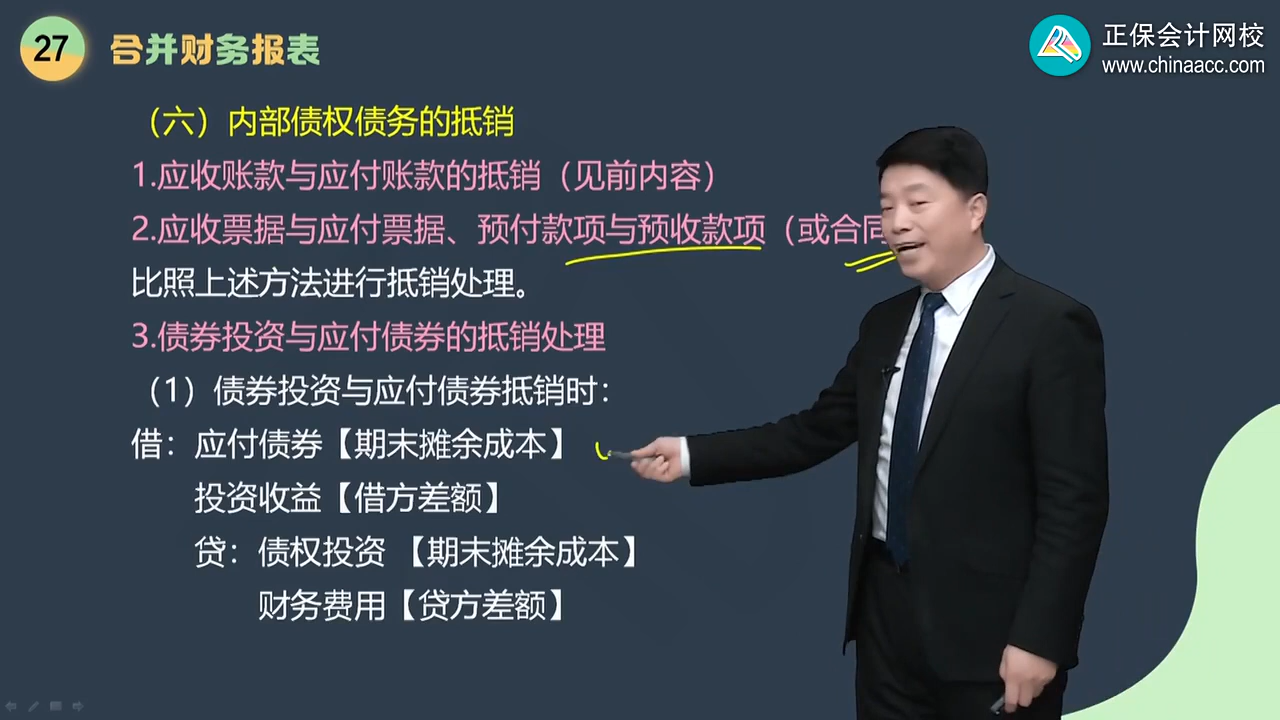 27 合并财务报表
正保会计网校
www.chinaacc.com
（六）内部债权债务的抵销
1.应收账款与应付账款的抵销（见前内容）
2.应收票据与应付票据、预付款项与预收款项（或合同
比照上述方法进行抵销处理。
3.债券投资与应付债券的抵销处理
（1）债券投资与应付债券抵销时：
借：应付债券【期末摊余成本】
投资收益【借方差额】
贷：债权投资 【期末摊余成本】
财务费用【贷方差额】